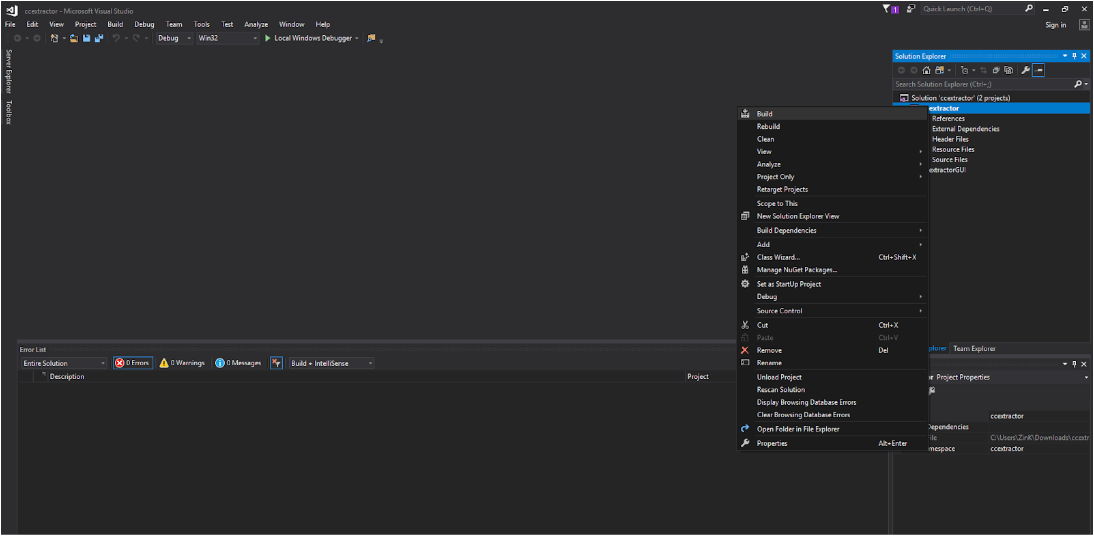 ccextractor - Microsoft Visual Studio
1
Quick Launch (Ctrl+Q)
File Edit View Project Build Debug Team Tools Test Analyze Window Help
Sign in
Debug Win32 Local Windows Debugger
Server Explorer
Toolbox
Solution Explorer
Search Solution Explorer (Ctrl+;)
Solution 'ccextractor' (2 projects)
extractor
References
External Dependencies
Header Files
Resource Files
Source Files
extractorGUI
Build
Rebuild
Clean
View
Analyze
Project Only
Retarget Projects
Scope to This
New Solution Explorer View
Build Dependencies
Add
Class Wizard... Ctrl+Shift+X
Manage NuGet Packages...
Set as StartUp Project
Debug
Source Control
Cut Ctrl+X
Paste Ctrl+V
Remove Del
Rename
Unload Project
Rescan Solution
Display Browsing Database Errors
Clear Browsing Database Errors
Open Folder in File Explorer
Properties Alt+Enter
Error List
Entire Solution 0 Errors 0 Warnings 0 Messages Build + IntelliSense
Description Project
plorer Team Explorer
or Project Properties
ccextractor
Dependencies
File C:\Users\ZinK\Downloads\ccextr
mespace ccextractor